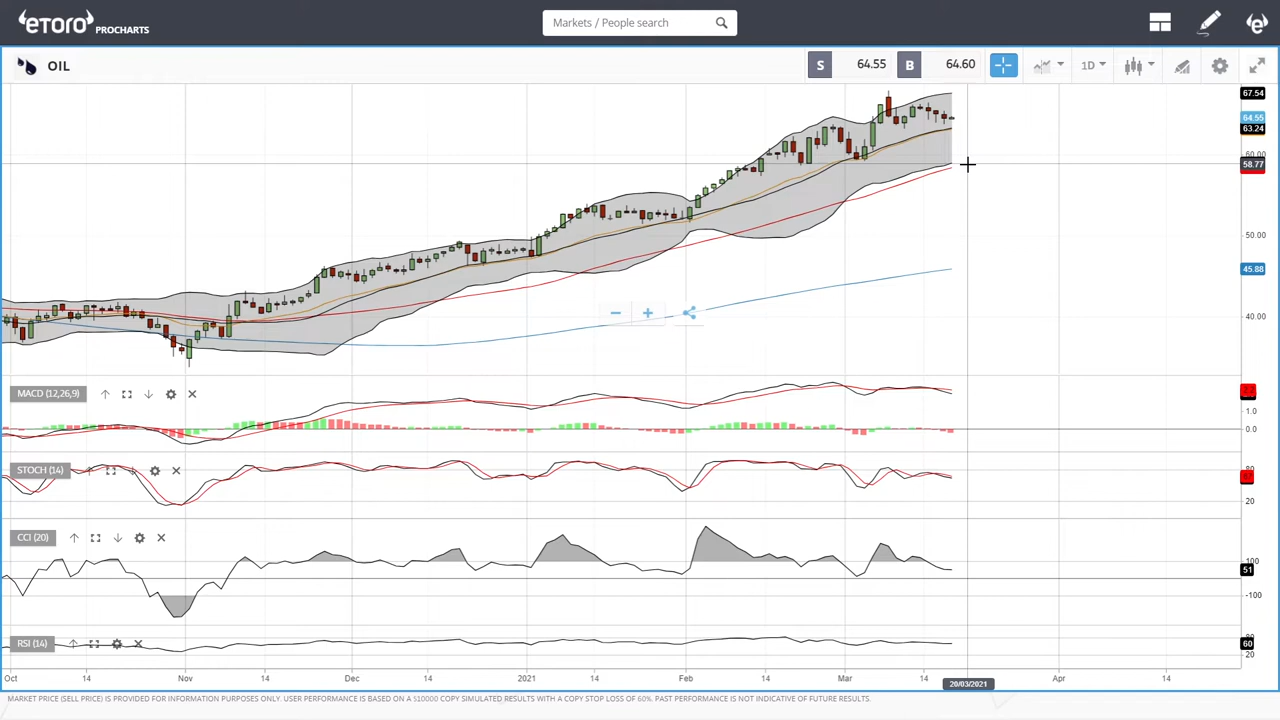 eToro PROCHARTS
Markets / People search
OIL
S 64.55 B 64.60
1D
67.54
64.55
63.24
60.00
58.77
50.00
45.88
40.00
MACD (12,26,9)
1.0
0.0
STOCH (14)
80
20
CCI (20)
100
51
-100
RSI (14)
80
60
20
Oct 14 Nov 14 Dec 14 2021 14 Feb 14 Mar 14 20/03/2021 Apr 14
MARKET PRICE (SELL PRICE) IS PROVIDED FOR INFORMATION PURPOSES ONLY. USER PERFORMANCE IS BASED ON A $10000 COPY SIMULATED RESULTS WITH A COPY STOP LOSS OF 60%. PAST PERFORMANCE IS NOT INDICATIVE OF FUTURE RESULTS.